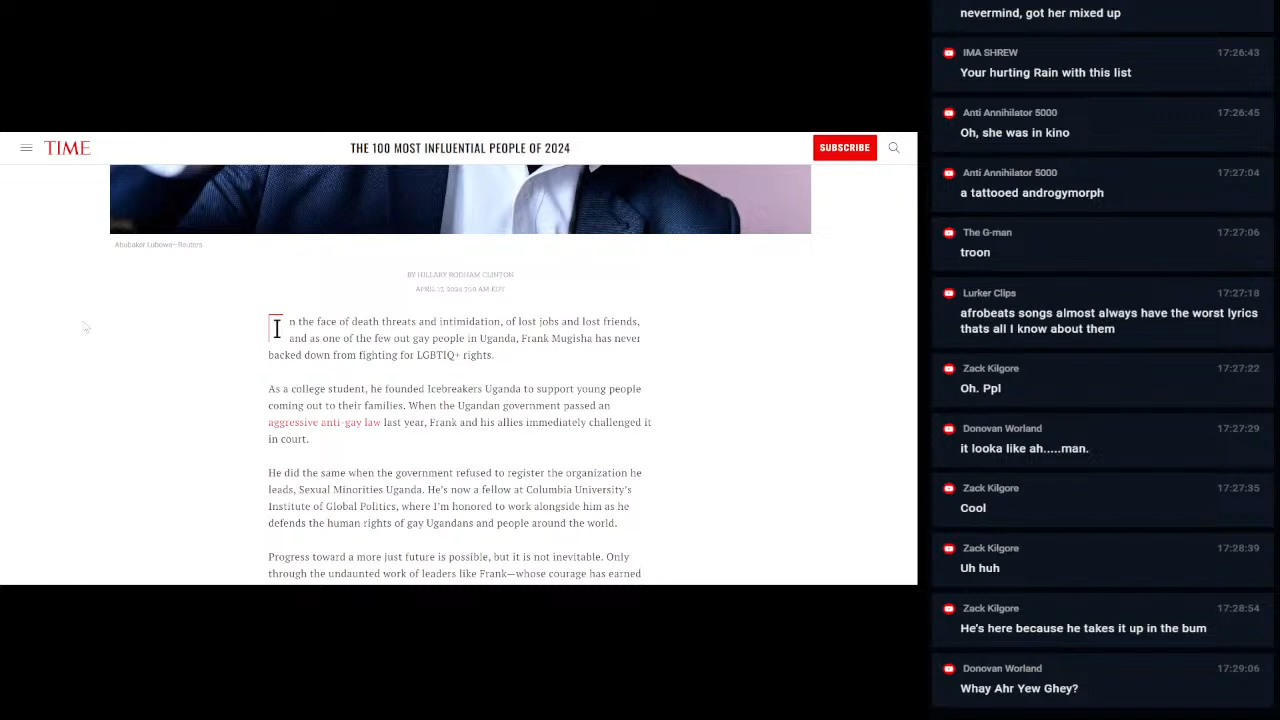 TIME
THE 100 MOST INFLUENTIAL PEOPLE OF 2024
SUBSCRIBE
Abubaker Lubowa—Reuters
BY HILLARY RODHAM CLINTON
APRIL 17, 2024 7:10 AM EDT
In the face of death threats and intimidation, of lost jobs and lost friends,
and as one of the few out gay people in Uganda, Frank Mugisha has never
backed down from fighting for LGBTIQ+ rights.
As a college student, he founded Icebreakers Uganda to support young people
coming out to their families. When the Ugandan government passed an
aggressive anti-gay law last year, Frank and his allies immediately challenged it
in court.
He did the same when the government refused to register the organization he
leads, Sexual Minorities Uganda. He's now a fellow at Columbia University's
Institute of Global Politics, where I'm honored to work alongside him as he
defends the human rights of gay Ugandans and people around the world.
Progress toward a more just future is possible, but it is not inevitable. Only
through the undaunted work of leaders like Frank—whose courage has earned
nevermind, got her mixed up
IMA SHREW 17:26:43
Your hurting Rain with this list
Anti Annihilator 5000 17:26:45
Oh, she was in kino
Anti Annihilator 5000 17:27:04
a tattooed androgymorph
The G-man 17:27:06
troon
Lurker Clips 17:27:18
afrobeats songs almost always have the worst lyrics
thats all I know about them
Zack Kilgore 17:27:22
Oh. Ppl
Donovan Worland 17:27:29
it looka like ah.....man.
Zack Kilgore 17:27:35
Cool
Zack Kilgore 17:28:39
Uh huh
Zack Kilgore 17:28:54
He's here because he takes it up in the bum
Donovan Worland 17:29:06
Whay Ahr Yew Ghey?